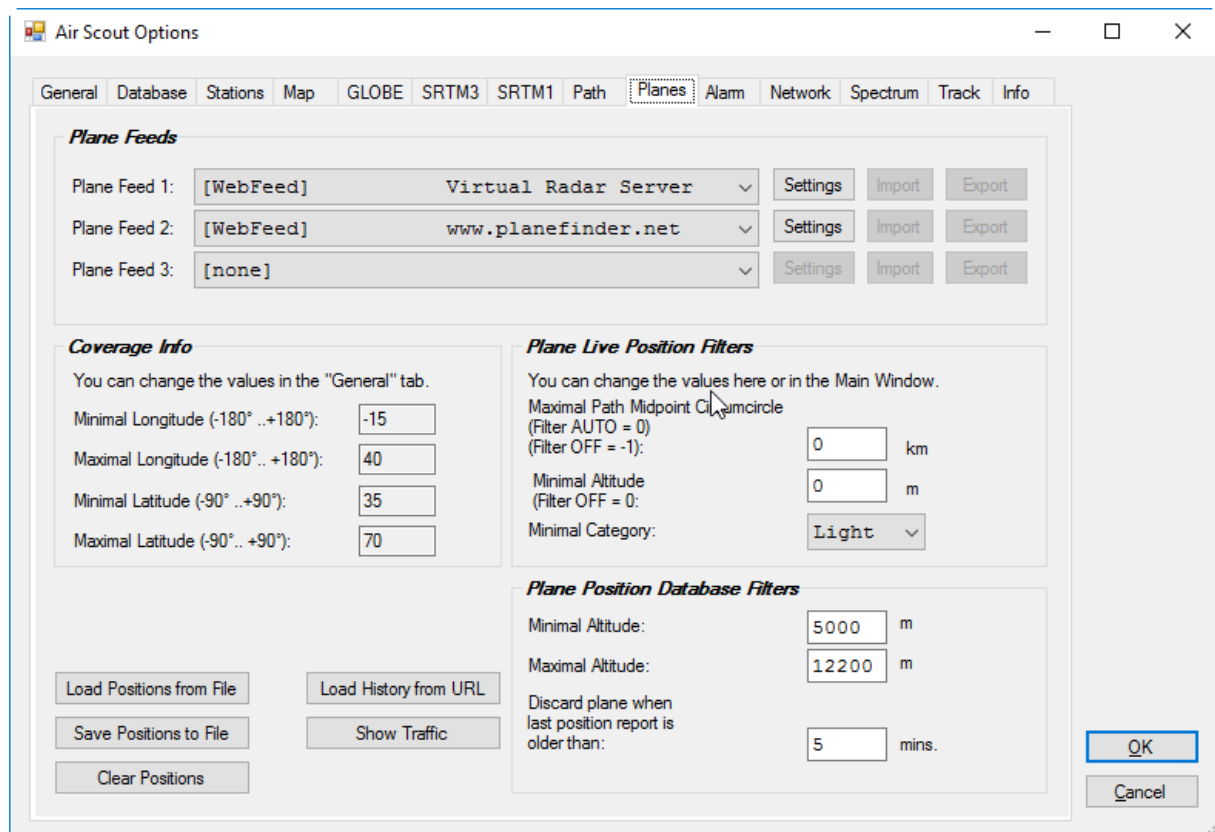 Air Scout Options
General Database Stations Map GLOBE SRTM3 SRTM1 Path Planes Alarm Network Spectrum Track Info
Plane Feeds
Plane Feed 1: [WebFeed] Virtual Radar Server Settings Import Export
Plane Feed 2: [WebFeed] www.planefinder.net Settings Import Export
Plane Feed 3: [none] Settings Import Export
Coverage Info
You can change the values in the "General" tab.
Minimal Longitude (-180° ..+180°): -15
Maximal Longitude (-180°.. +180°): 40
Minimal Latitude (-90° ..+90°): 35
Maximal Latitude (-90°.. +90°): 70
Plane Live Position Filters
You can change the values here or in the Main Window.
Maximal Path Midpoint Circumcircle
(Filter AUTO = 0)
(Filter OFF = -1): 0 km
Minimal Altitude
(Filter OFF = 0: 0 m
Minimal Category: Light
Plane Position Database Filters
Minimal Altitude: 5000 m
Maximal Altitude: 12200 m
Discard plane when
last position report is
older than: 5 mins.
Load Positions from File Load History from URL
Save Positions to File Show Traffic
Clear Positions
OK
Cancel